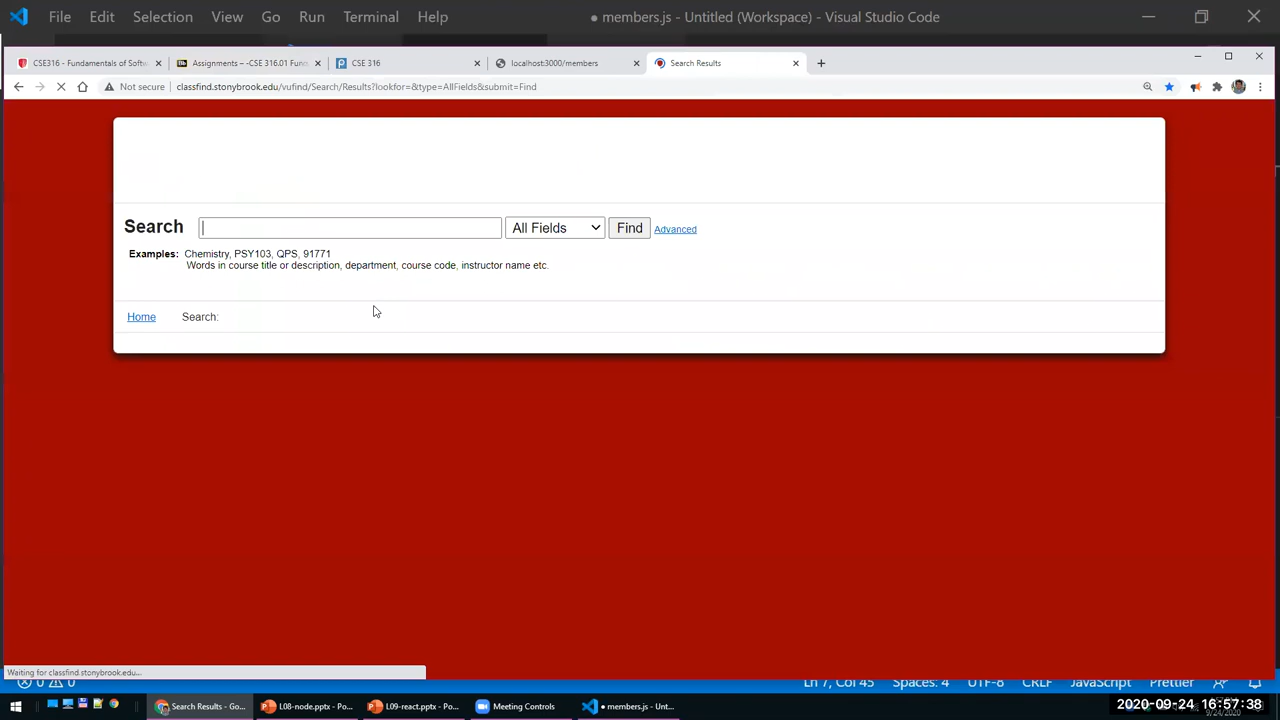 File Edit Selection View Go Run Terminal Help ● members.js - Untitled (Workspace) - Visual Studio Code
CSE316 - Fundamentals of Softw
Assignments – -CSE 316.01 Fun
CSE 316
localhost:3000/members
Search Results
Not secure classfind.stonybrook.edu/vufind/Search/Results?lookfor=&type=AllFields&submit=Find
Search All Fields Find Advanced
Examples: Chemistry, PSY103, QPS, 91771
Words in course title or description, department, course code, instructor name etc.
Home Search:
Waiting for classfind.stonybrook.edu...
0 0 Ln 7, Col 45 Spaces: 4 UTF-8 CRLF JavaScript Prettier
Search Results - Go... L08-node.pptx - Po... L09-react.pptx - Po... Meeting Controls ● members.js - Unt...
2020-09-24 16:57:38
9/24/2020